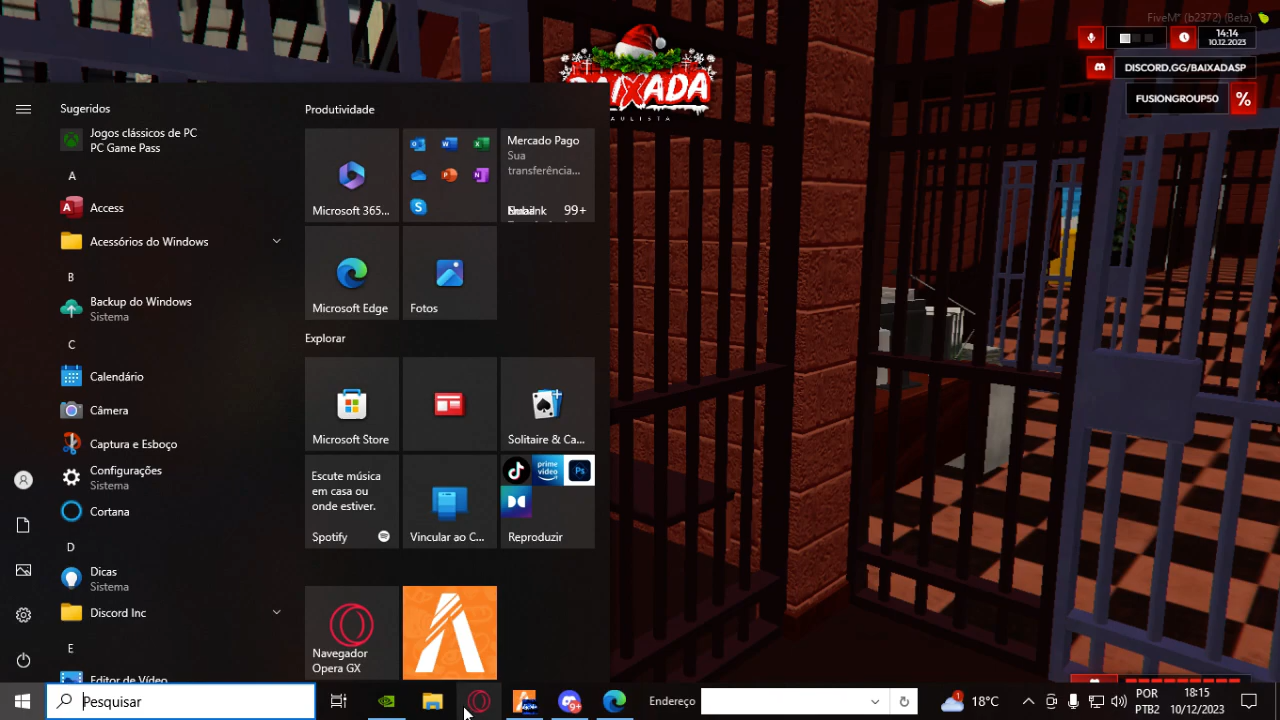 FiveM* (b2372) (Beta)
14:14
10.12.2023
DISCORD.GG/BAIXADASP
FUSIONGROUP50
%
BAIXADA
PAULISTA
Sugeridos
Jogos clássicos de PC
PC Game Pass
A
Access
Acessórios do Windows
B
Backup do Windows
Sistema
C
Calendário
Câmera
Captura e Esboço
Configurações
Sistema
Cortana
D
Dicas
Sistema
Discord Inc
E
Editor de Vídeo
Produtividade
Microsoft 365...
Mercado Pago
Sua
transferência...
99+
Microsoft Edge
Fotos
Explorar
Microsoft Store
Solitaire & Ca...
Escute música
em casa ou
onde estiver.
Spotify
Vincular ao C...
prime
video
Ps
Reproduzir
Navegador
Opera GX
Pesquisar
9+
Endereço
1
18°C
POR
PTB2
18:15
10/12/2023